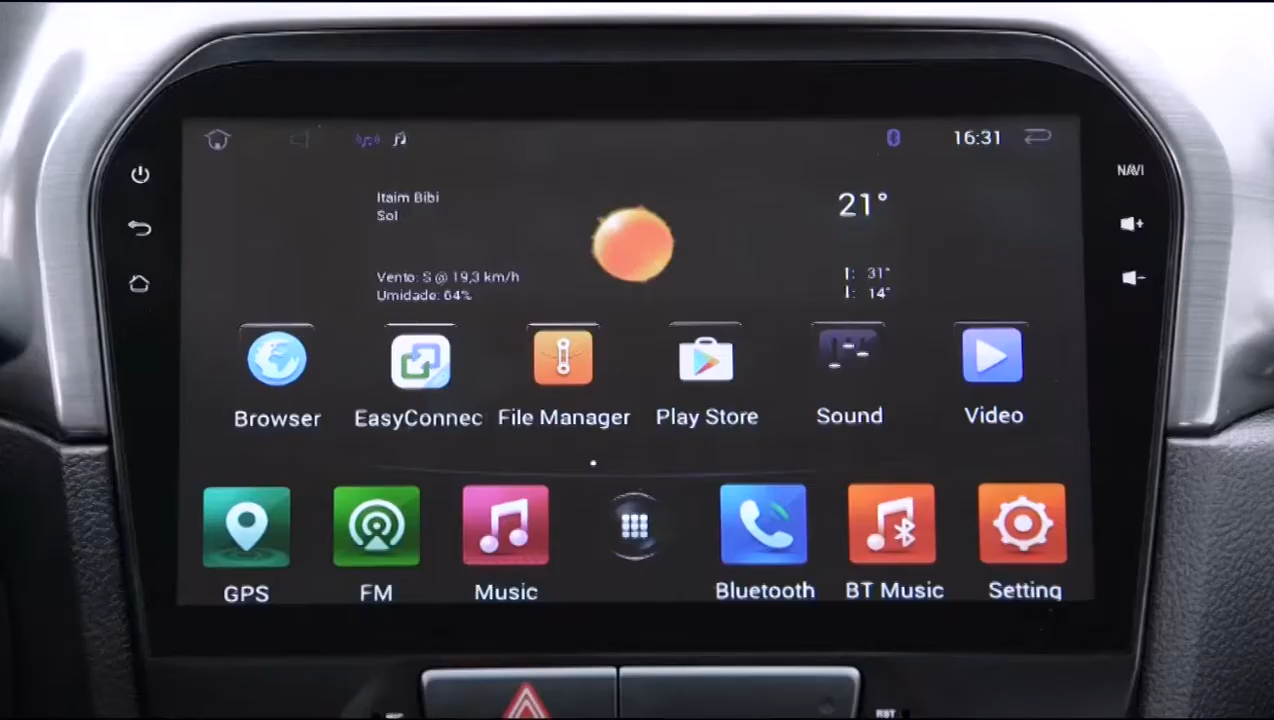 16:31
NAVI
Itaim Bibi
Sol
21°
Vento: S @ 19,3 km/h
Umidade: 64%
31°
14°
Browser
EasyConnec
File Manager
Play Store
Sound
Video
GPS
FM
Music
Bluetooth
BT Music
Setting
RST